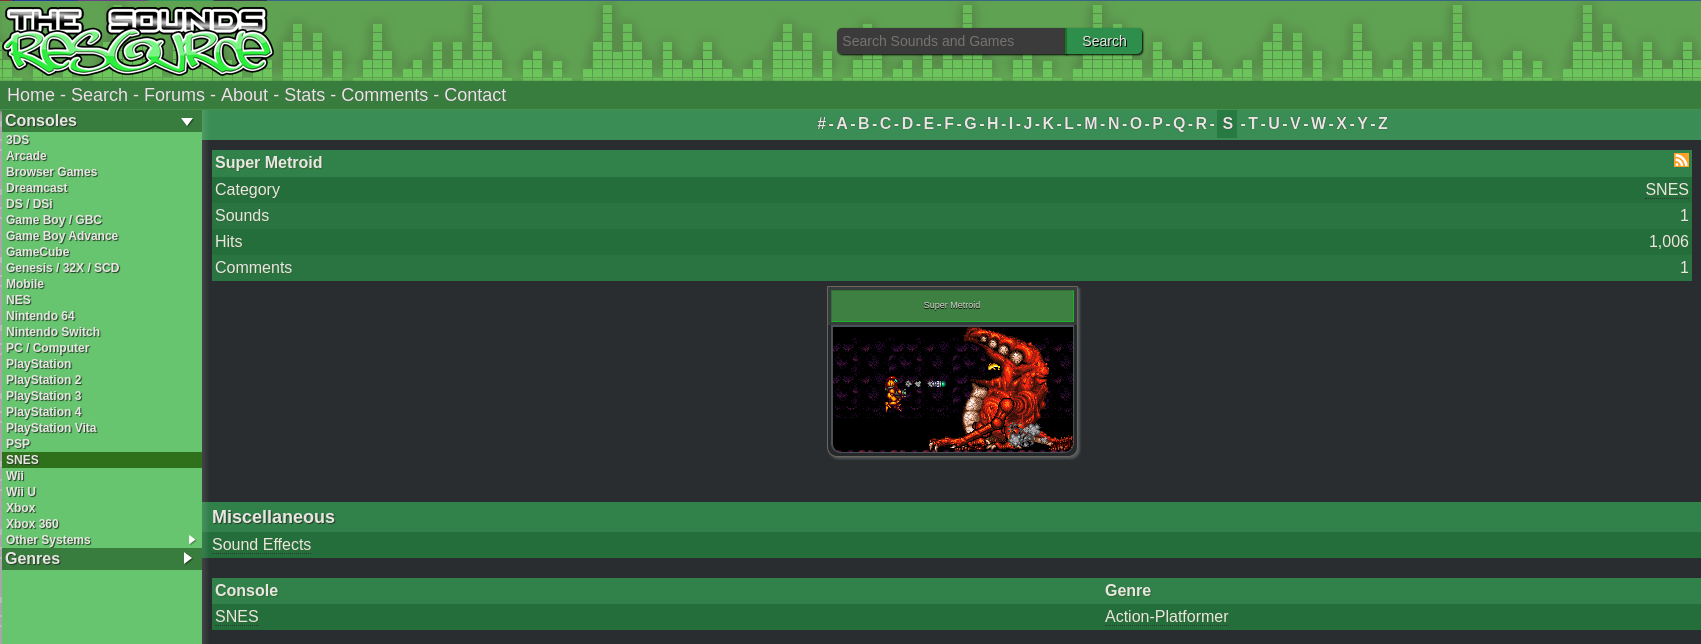 THE SOUNDS
RESOURCE
Search Sounds and Games
Search
Home - Search - Forums - About - Stats - Comments - Contact
Consoles
3DS
Arcade
Browser Games
Dreamcast
DS / DSi
Game Boy / GBC
Game Boy Advance
GameCube
Genesis / 32X / SCD
Mobile
NES
Nintendo 64
Nintendo Switch
PC / Computer
PlayStation
PlayStation 2
PlayStation 3
PlayStation 4
PlayStation Vita
PSP
SNES
Wii
Wii U
Xbox
Xbox 360
Other Systems
Genres
# - A - B - C - D - E - F - G - H - I - J - K - L - M - N - O - P - Q - R - S - T - U - V - W - X - Y - Z
Super Metroid
Category SNES
Sounds 1
Hits 1,006
Comments 1
Super Metroid
Miscellaneous
Sound Effects
Console Genre
SNES Action-Platformer